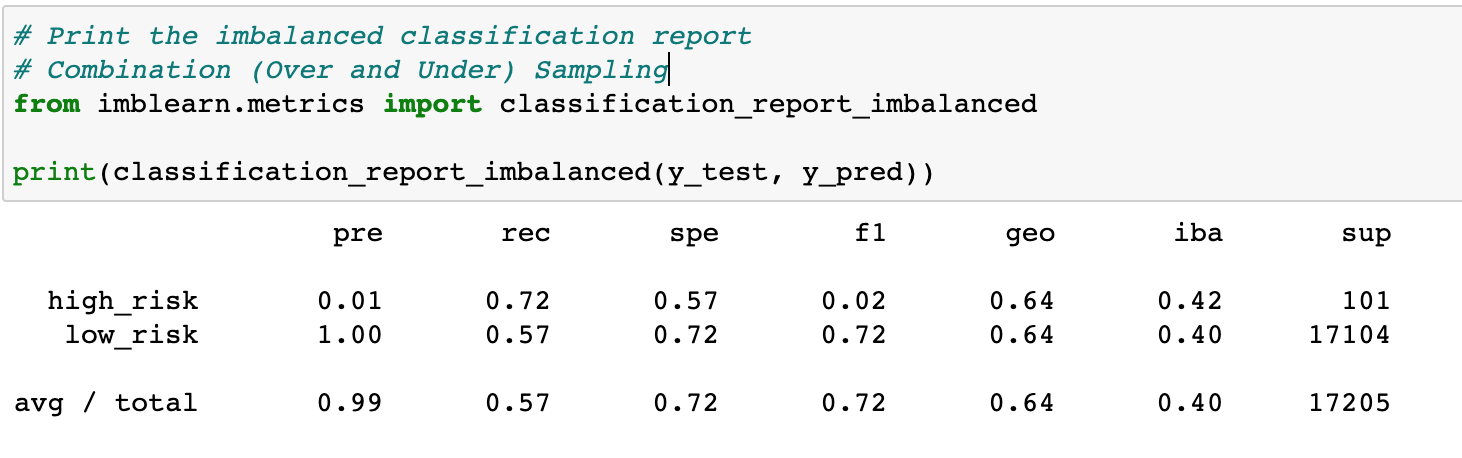 # Print the imbalanced classification report
# Combination (Over and Under) Sampling
from imblearn.metrics import classification_report_imbalanced
print(classification_report_imbalanced(y_test, y_pred))
pre rec spe f1 geo iba sup
high_risk 0.01 0.72 0.57 0.02 0.64 0.42 101
low_risk 1.00 0.57 0.72 0.72 0.64 0.40 17104
avg / total 0.99 0.57 0.72 0.72 0.64 0.40 17205